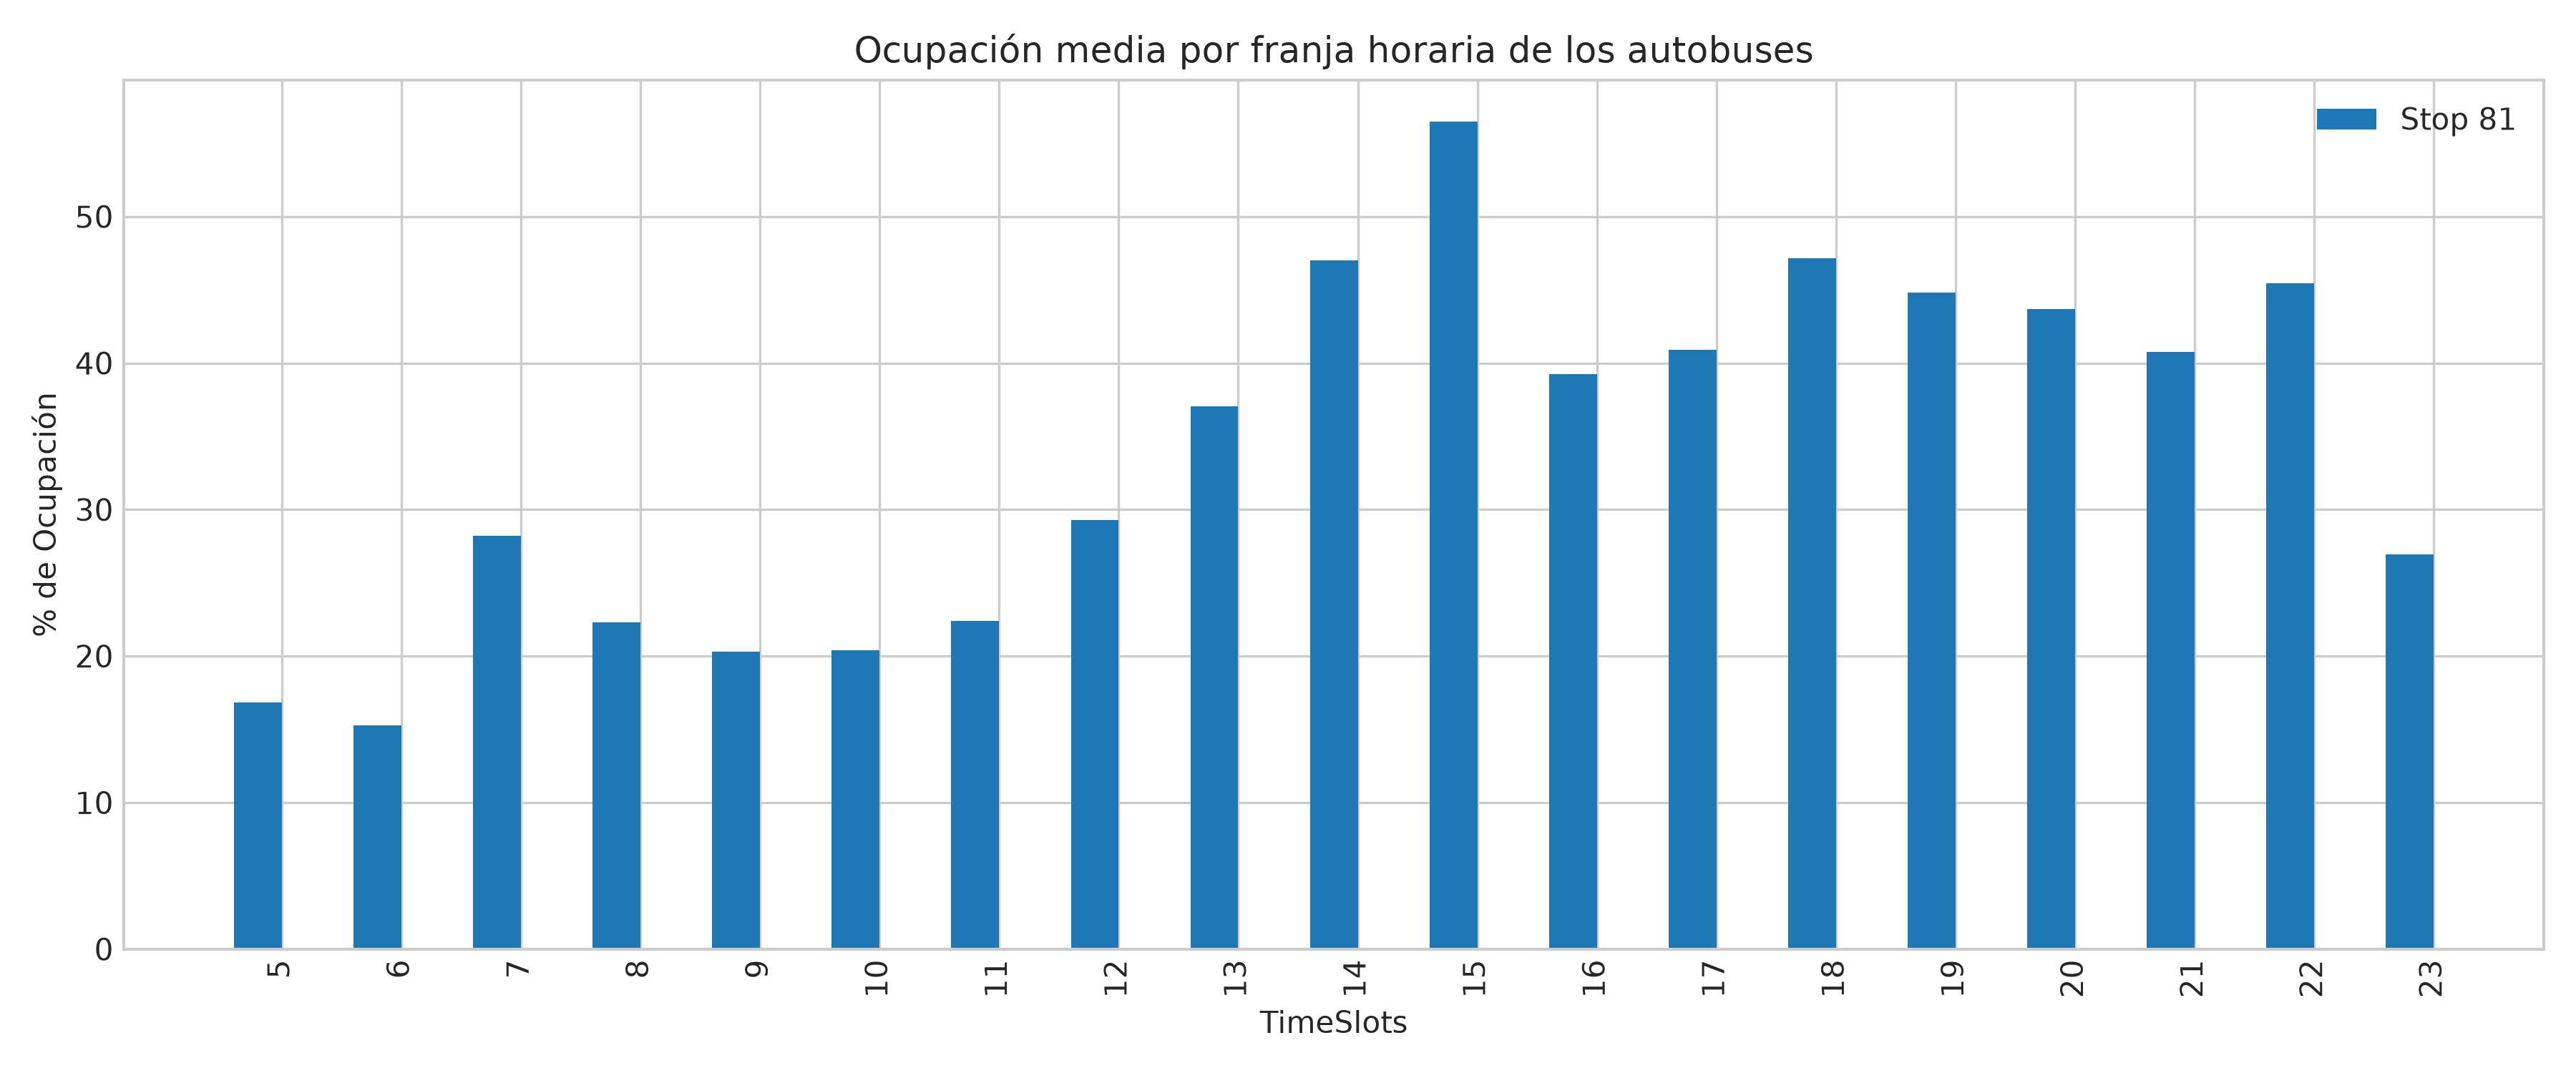 Ocupación media por franja horaria de los autobuses
Stop 81
% de Ocupación
50
40
30
20
10
0
5 6 7 8 9 10 11 12 13 14 15 16 17 18 19 20 21 22 23
TimeSlots